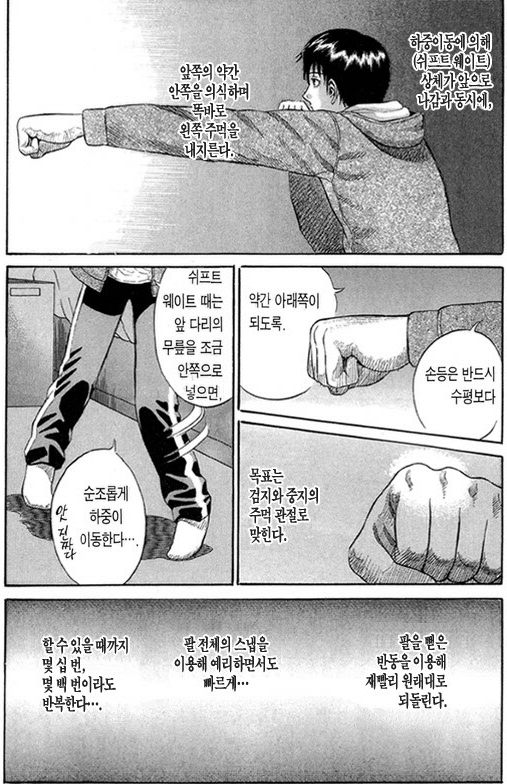 하중이동에 의해
(쉬프트 웨이트)
상체가 앞으로
나감과 동시에,
앞쪽의 약간
안쪽을 의식하며
똑바로
왼쪽 주먹을
내지른다.
손등은 반드시
수평보다
약간 아래쪽이
되도록.
목표는
검지와 중지의
주먹 관절로
맞힌다.
쉬프트
웨이트 때는
앞 다리의
무릎을 조금
안쪽으로
넣으면,
순조롭게
하중이
이동한다….
앗 진짜다
팔을 뻗은
반동을 이용해
재빨리 원래대로
되돌린다.
팔 전체의 스냅을
이용해 예리하면서도
빠르게…
할 수 있을 때까지
몇 십 번,
몇 백 번이라도
반복한다….